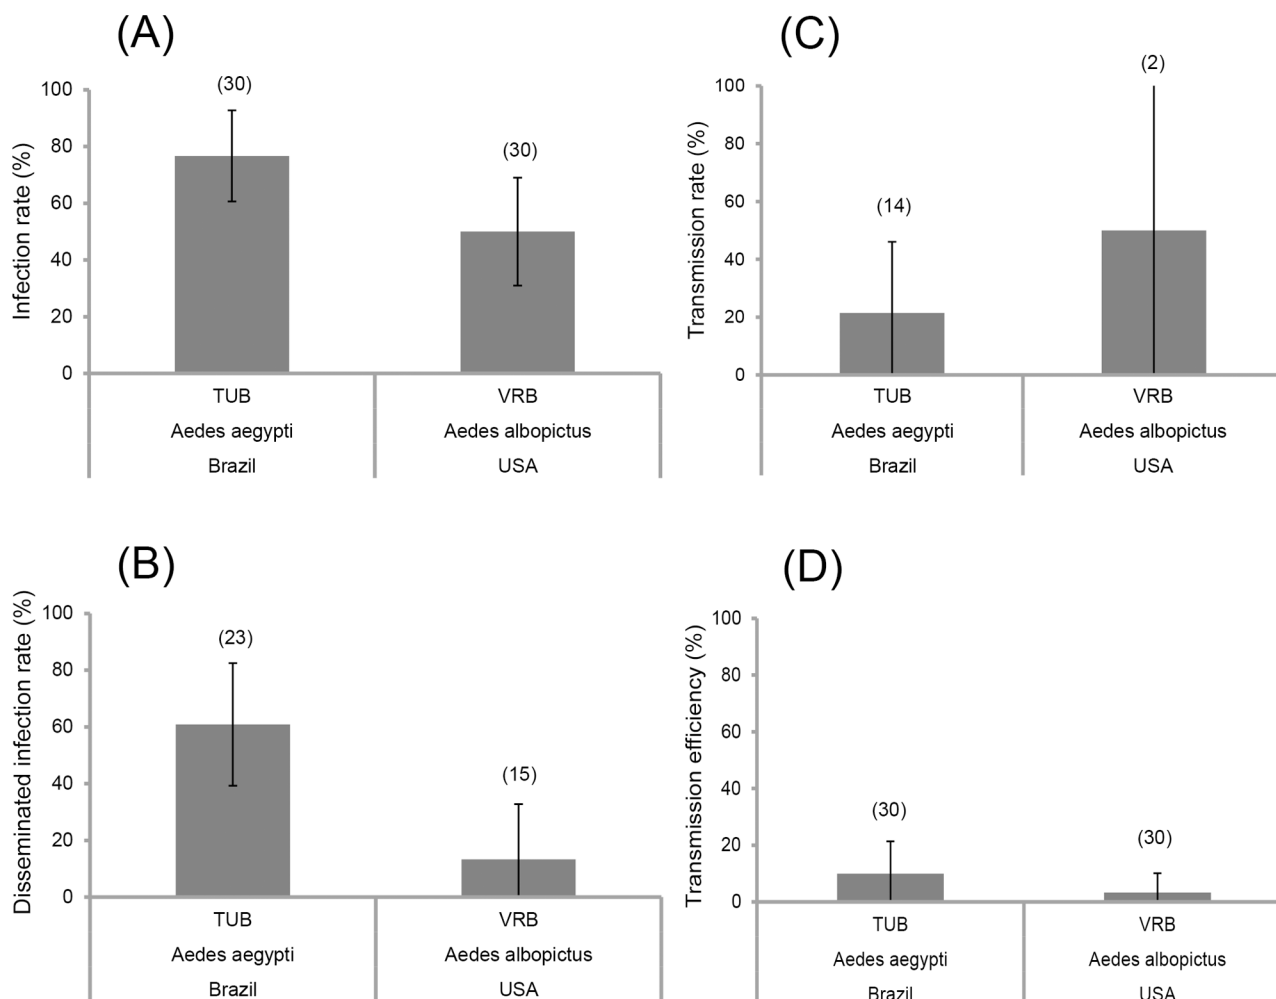 (A)
Infection rate (%)
100
80
60
40
20
0
(30)
(30)
TUB
VRB
Aedes aegypti
Aedes albopictus
Brazil
USA
(C)
Transmission rate (%)
100
80
60
40
20
0
(14)
(2)
TUB
VRB
Aedes aegypti
Aedes albopictus
Brazil
USA
(B)
Disseminated infection rate (%)
100
80
60
40
20
0
(23)
(15)
TUB
VRB
Aedes aegypti
Aedes albopictus
Brazil
USA
(D)
Transmission efficiency (%)
100
80
60
40
20
0
(30)
(30)
TUB
VRB
Aedes aegypti
Aedes albopictus
Brazil
USA